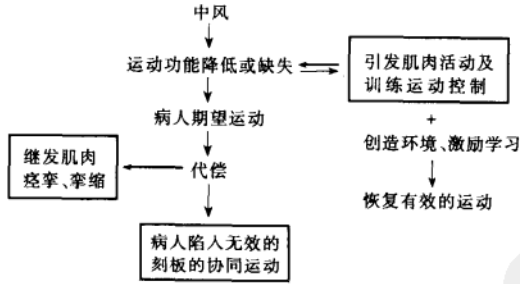 中风
运动功能降低或缺失
引发肌肉活动及
训练运动控制
病人期望运动
+
创造环境、激励学习
继发肌肉
痉挛、挛缩
代偿
恢复有效的运动
病人陷入无效的
刻板的协同运动